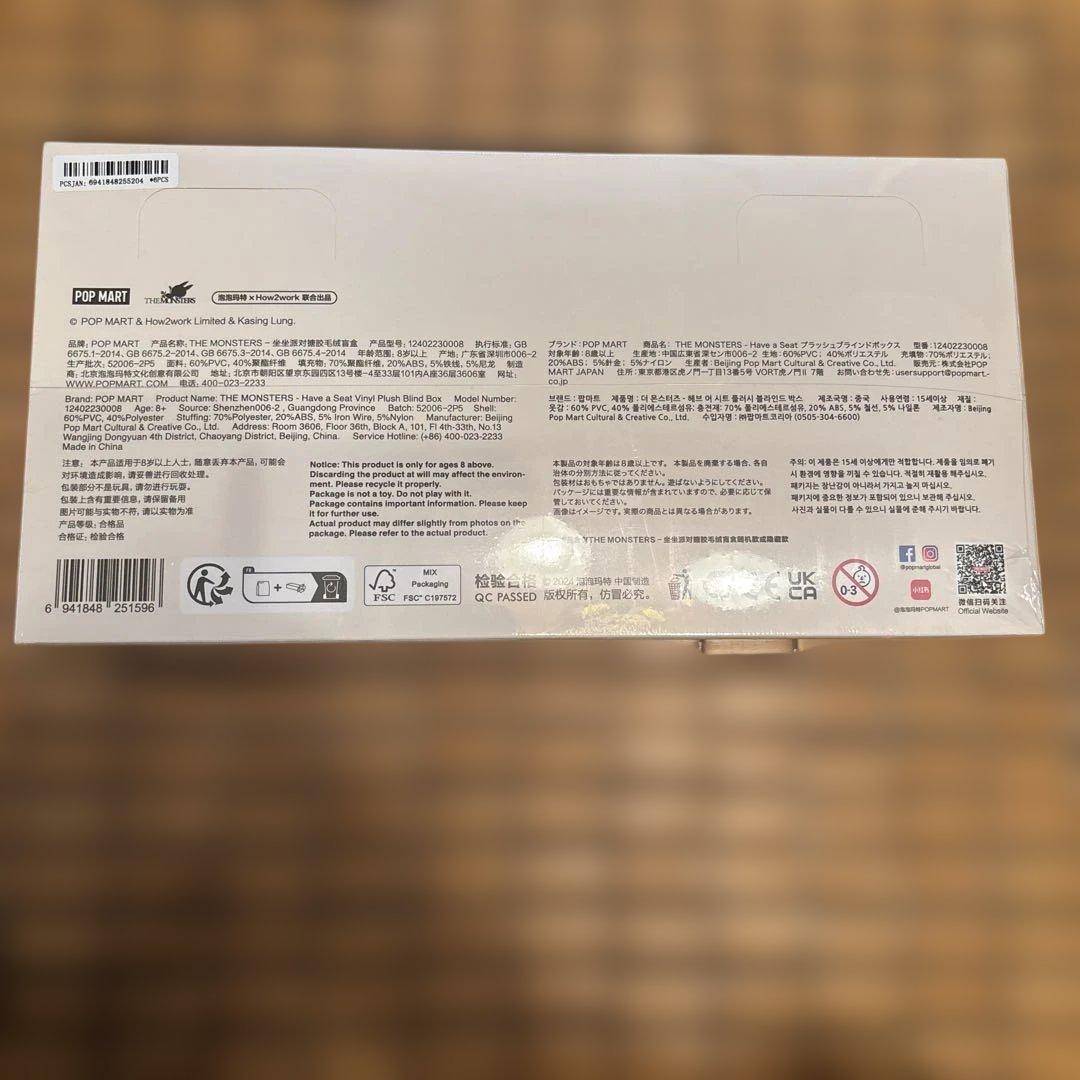 PCSJAN: 6941848255204 *6PCS
POP MART THE MONSTERS 泡泡玛特 × How2work 联合出品
© POP MART & How2work Limited & Kasing Lung.
品牌: POP MART 产品名称: THE MONSTERS – 坐坐派对搪胶毛绒盲盒 产品型号: 12402230008 执行标准: GB
6675.1–2014、GB 6675.2–2014、GB 6675.3–2014、GB 6675.4–2014 年龄范围: 8岁以上 产地: 广东省深圳市006–2
生产批次: 52006–2P5 面料: 60%PVC, 40%聚酯纤维 填充物: 70%聚酯纤维, 20%ABS, 5%铁线, 5%尼龙 制造
商: 北京泡泡玛特文化创意有限公司 地址: 北京市朝阳区望京东园四区13号楼–4至33层101内A座36层3606室 网址:
WWW.POPMART.COM 电话: 400–023–2233
Brand: POP MART Product Name: THE MONSTERS - Have a Seat Vinyl Plush Blind Box Model Number:
12402230008 Age: 8+ Source: Shenzhen006-2 , Guangdong Province Batch: 52006-2P5 Shell:
60%PVC, 40%Polyester Stuffing: 70%Polyester, 20%ABS, 5% Iron Wire, 5%Nylon Manufacturer: Beijing
Pop Mart Cultural & Creative Co., Ltd. Address: Room 3606, Floor 36th, Block A, 101, Fl 4th-33th, No.13
Wangjing Dongyuan 4th District, Chaoyang District, Beijing, China. Service Hotline: (+86) 400-023-2233
Made in China
ブランド: POP MART 商品名: THE MONSTERS - Have a Seat プラッシュブラインドボックス 型番: 12402230008
対象年齢: 8歳以上 生産地: 中国広東省深セン市006–2 生地: 60%PVC; 40%ポリエステル 充填物: 70%ポリエステル;
20%ABS; 5%針金; 5%ナイロン 生産者: Beijing Pop Mart Cultural & Creative Co., Ltd. 販売元: 株式会社POP
MART JAPAN 住所: 東京都港区虎ノ門一丁目13番5号 VORT虎ノ門II 7階 お問い合わせ先: usersupport@popmart.-
co.jp
브랜드: 팝마트 제품명: 더 몬스터즈 - 해브 어 시트 플러시 블라인드 박스 제조국명: 중국 사용연령: 15세이상 재질:
겉감: 60% PVC, 40% 폴리에스테르섬유; 충전재: 70% 폴리에스테르섬유, 20% ABS, 5% 철선, 5% 나일론 제조자명: Beijing
Pop Mart Cultural & Creative Co., Ltd. 수입자명: ㈜팝마트코리아 (0505-304-6600)
注意: 本产品适用于8岁以上人士, 随意丢弃本产品, 可能会
对环境造成影响, 请妥善进行回收处理。
包装部分不是玩具, 请勿进行玩耍。
包装上含有重要信息, 请保留备用
图片可能与实物不符, 请以实物为准
产品等级: 合格品
合格证: 检验合格
Notice: This product is only for ages 8 above.
Discarding the product at will may affect the environ-
ment. Please recycle it properly.
Package is not a toy. Do not play with it.
Package contains important information. Please keep
it for further use.
Actual product may differ slightly from photos on the
package. Please refer to the actual product.
本製品の対象年齢は8歳以上です。 本製品を廃棄する場合、各自
治体の分別方法に従ってください。
包装材はおもちゃではありません。遊ばないようにしてください。
パッケージには重要な情報が含まれていますので、必要に応じて保
管しておいてください。
画像はイメージです。実際の商品とは異なる場合があります。
주의: 이 제품은 15세 이상에게만 적합합니다. 제품을 임의로 폐기
시 환경에 영향을 끼칠 수 있습니다. 적절히 재활용 해주십시오.
패키지는 장난감이 아니라서 가지고 놀지 마십시오.
패키지에 중요한 정보가 포함되어 있으니 보관해 주십시오.
사진과 실물이 다를 수 있으니 실물에 준해 주시기 바랍니다.
THE MONSTERS – 坐坐派对搪胶毛绒盲盒随机款或隐藏款
6 941848 251596
FR
FSC
MIX
Packaging
FSC™ C197572
检验合格
QC PASSED
© 2024 泡泡玛特 中国制造
版权所有, 仿冒必究。
UK
CA
0-3
@popmartglobal
小红书
@泡泡玛特POPMART
微信扫码关注
Official Website